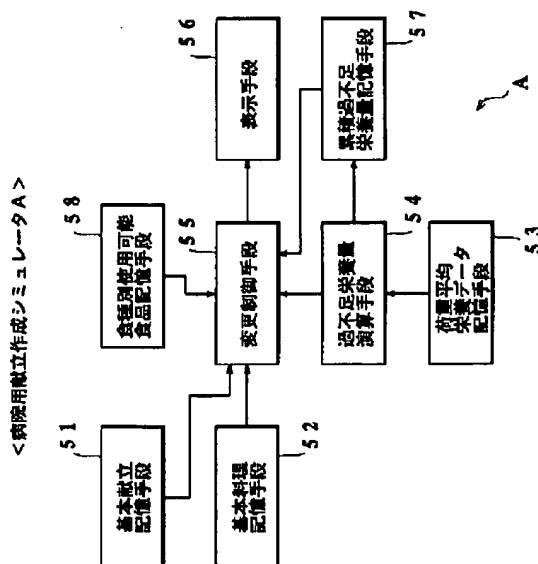 <病院用献立作成シミュレータA>
51
基本献立
記憶手段
52
基本料理
記憶手段
58
食種別使用可能
食品記憶手段
55
変更制御手段
54
過不足栄養量
演算手段
53
荷重平均
栄養データ
記憶手段
56
表示手段
57
累積過不足
栄養量記憶手段
A